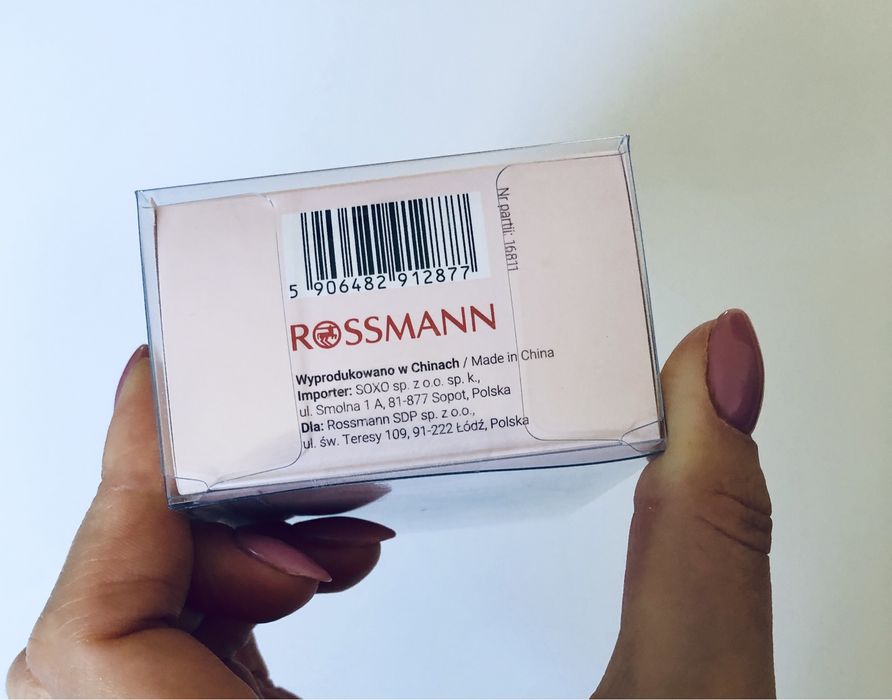 5 906482 912877
Nr partii: 16811
ROSSMANN
Wyprodukowano w Chinach / Made in China
Importer: SOXO sp. z o.o. sp. k.,
ul. Smolna 1 A, 81-877 Sopot, Polska
Dla: Rossmann SDP sp. z o.o.,
ul. św. Teresy 109, 91-222 Łódź, Polska